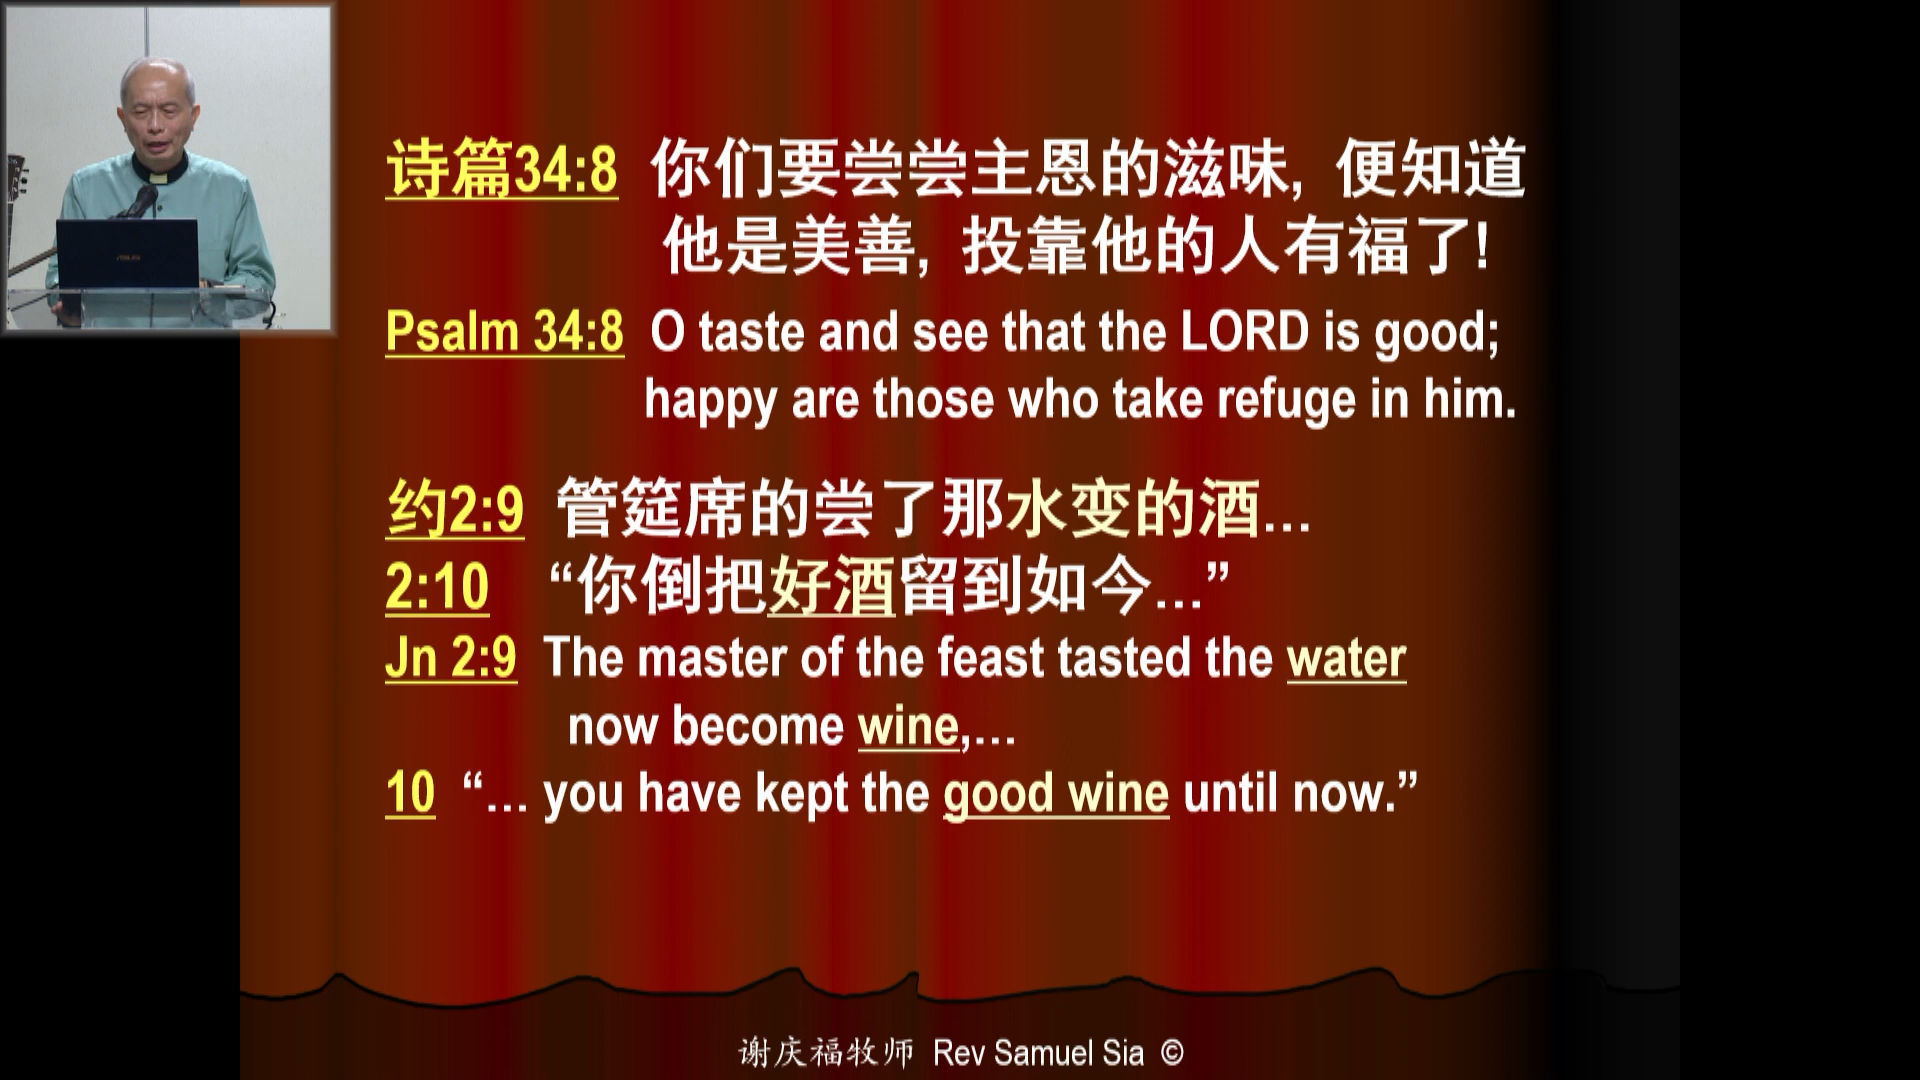 诗篇34:8 你们要尝尝主恩的滋味, 便知道
他是美善, 投靠他的人有福了!
Psalm 34:8 O taste and see that the LORD is good;
happy are those who take refuge in him.
约2:9 管筵席的尝了那水变的酒…
2:10 “你倒把好酒留到如今…”
Jn 2:9 The master of the feast tasted the water
now become wine,…
10 “… you have kept the good wine until now.”
谢庆福牧师 Rev Samuel Sia ©
ASUS